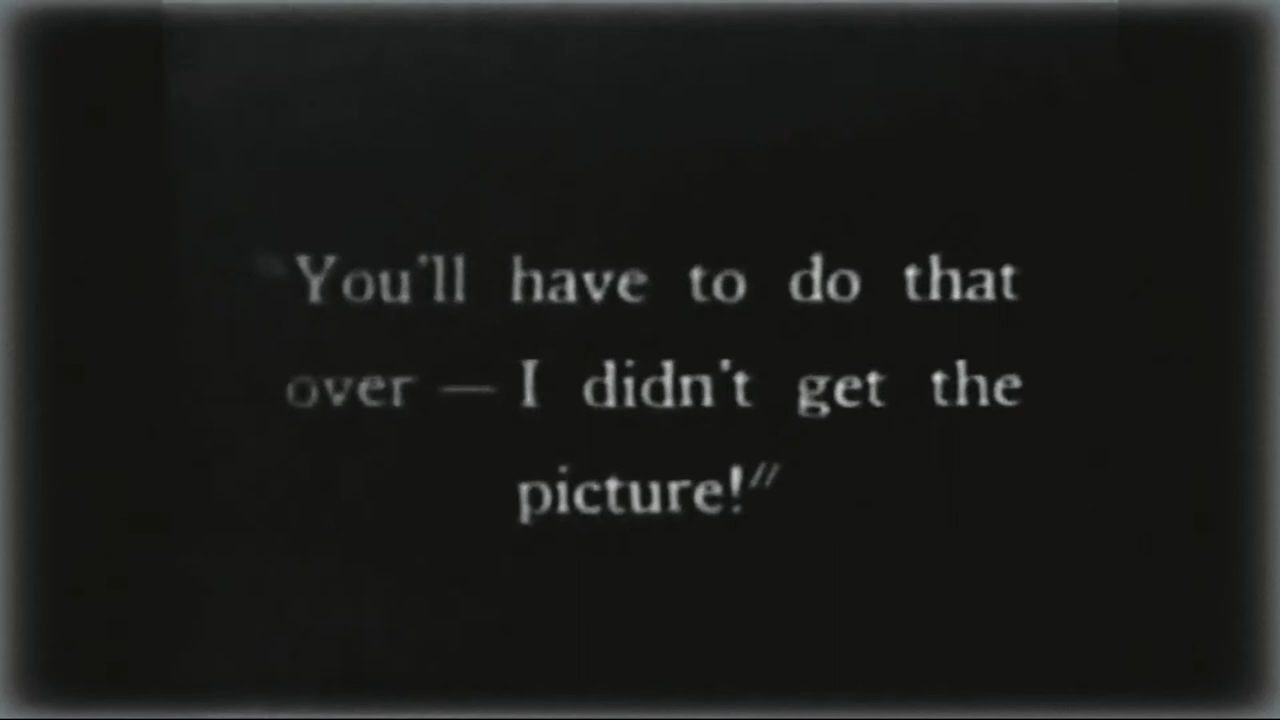 "You'll have to do that
over — I didn't get the
picture!"